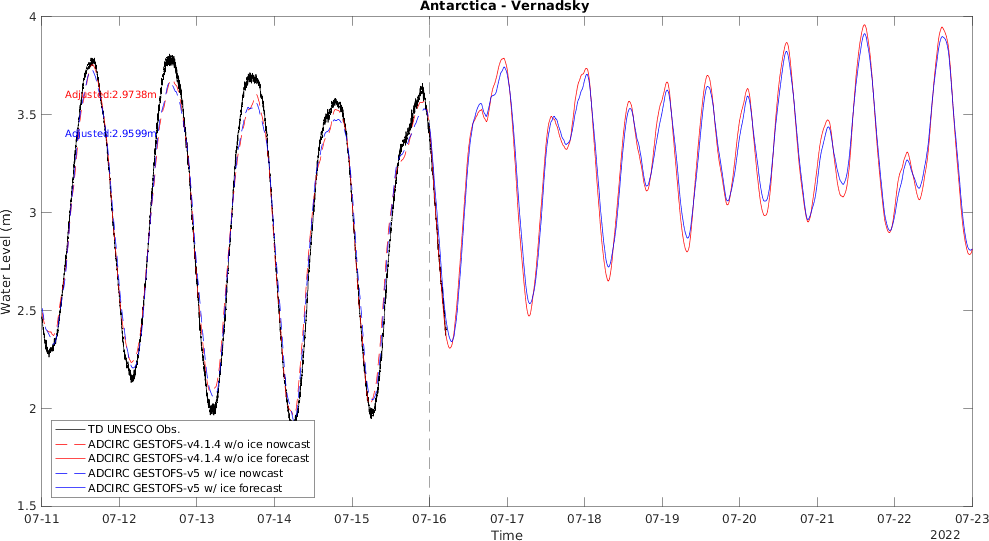 Antarctica - Vernadsky
4
3.5
3
2.5
2
1.5
Water Level (m)
Adjusted:2.9738m
Adjusted:2.9599m
TD UNESCO Obs.
ADCIRC GESTOFS-v4.1.4 w/o ice nowcast
ADCIRC GESTOFS-v4.1.4 w/o ice forecast
ADCIRC GESTOFS-v5 w/ ice nowcast
ADCIRC GESTOFS-v5 w/ ice forecast
07-11 07-12 07-13 07-14 07-15 07-16 07-17 07-18 07-19 07-20 07-21 07-22 07-23
Time
2022